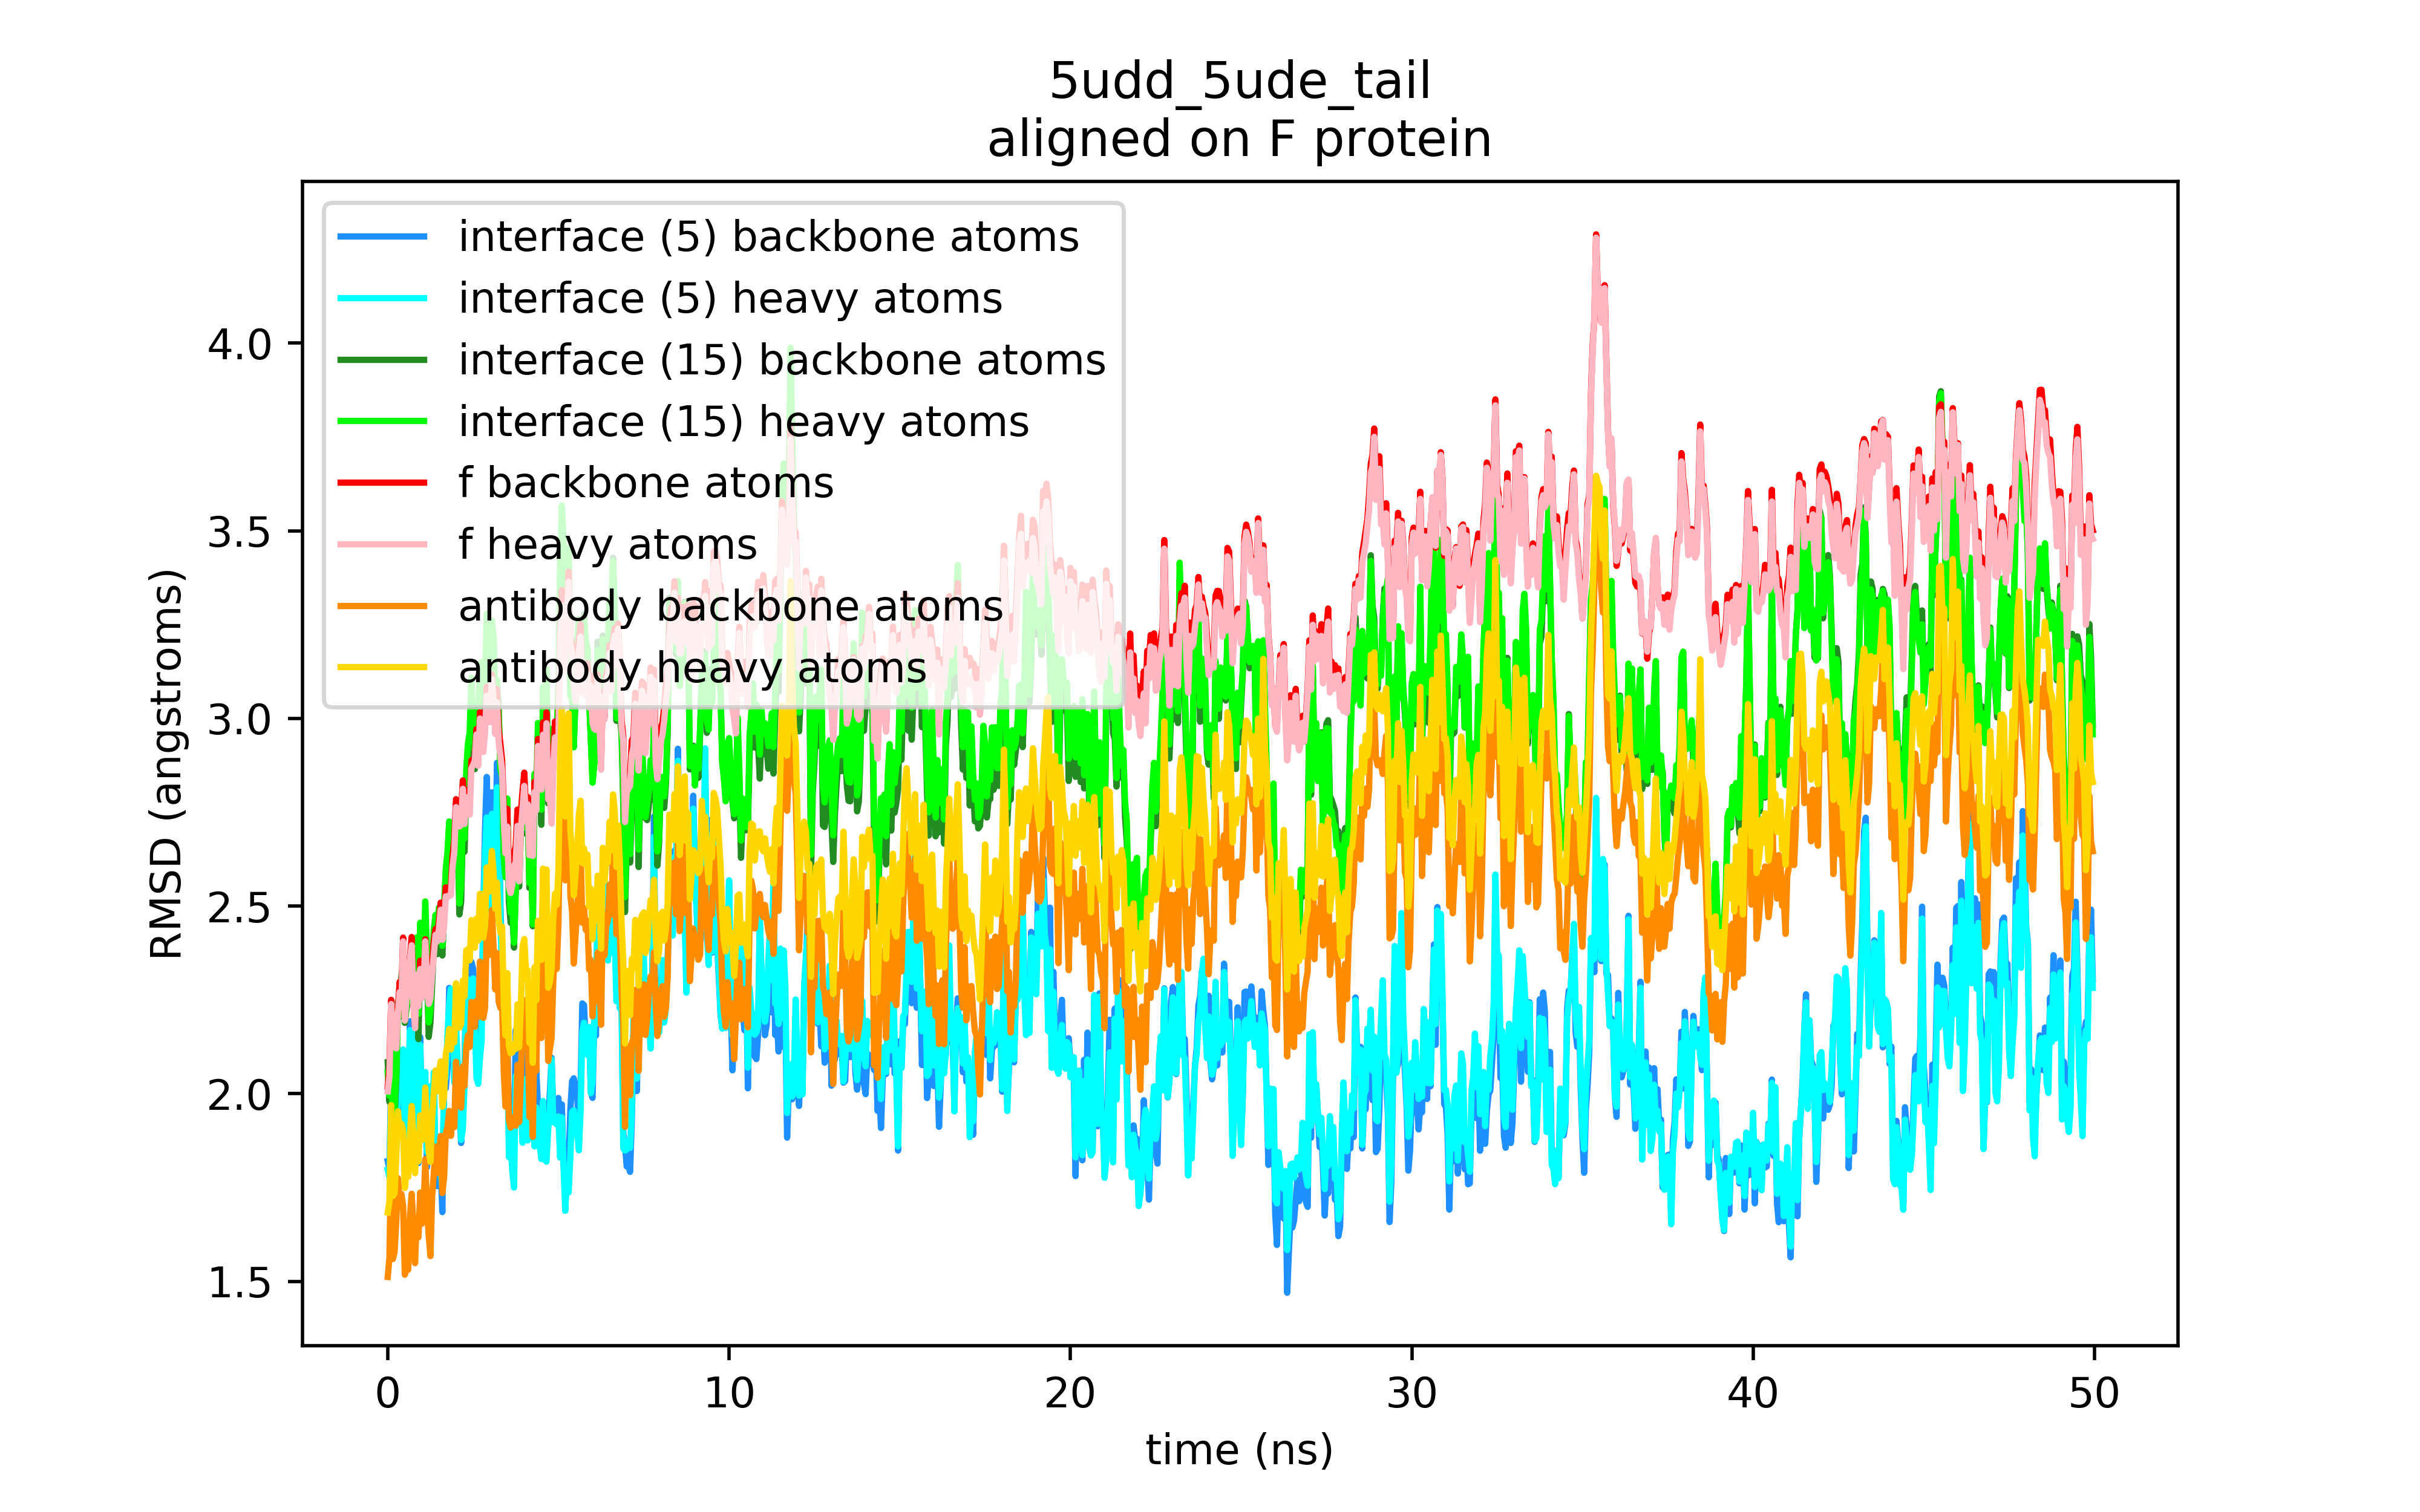 5udd_5ude_tail
aligned on F protein
interface (5) backbone atoms
interface (5) heavy atoms
interface (15) backbone atoms
interface (15) heavy atoms
f backbone atoms
f heavy atoms
antibody backbone atoms
antibody heavy atoms
RMSD (angstroms)
4.0
3.5
3.0
2.5
2.0
1.5
0 10 20 30 40 50
time (ns)